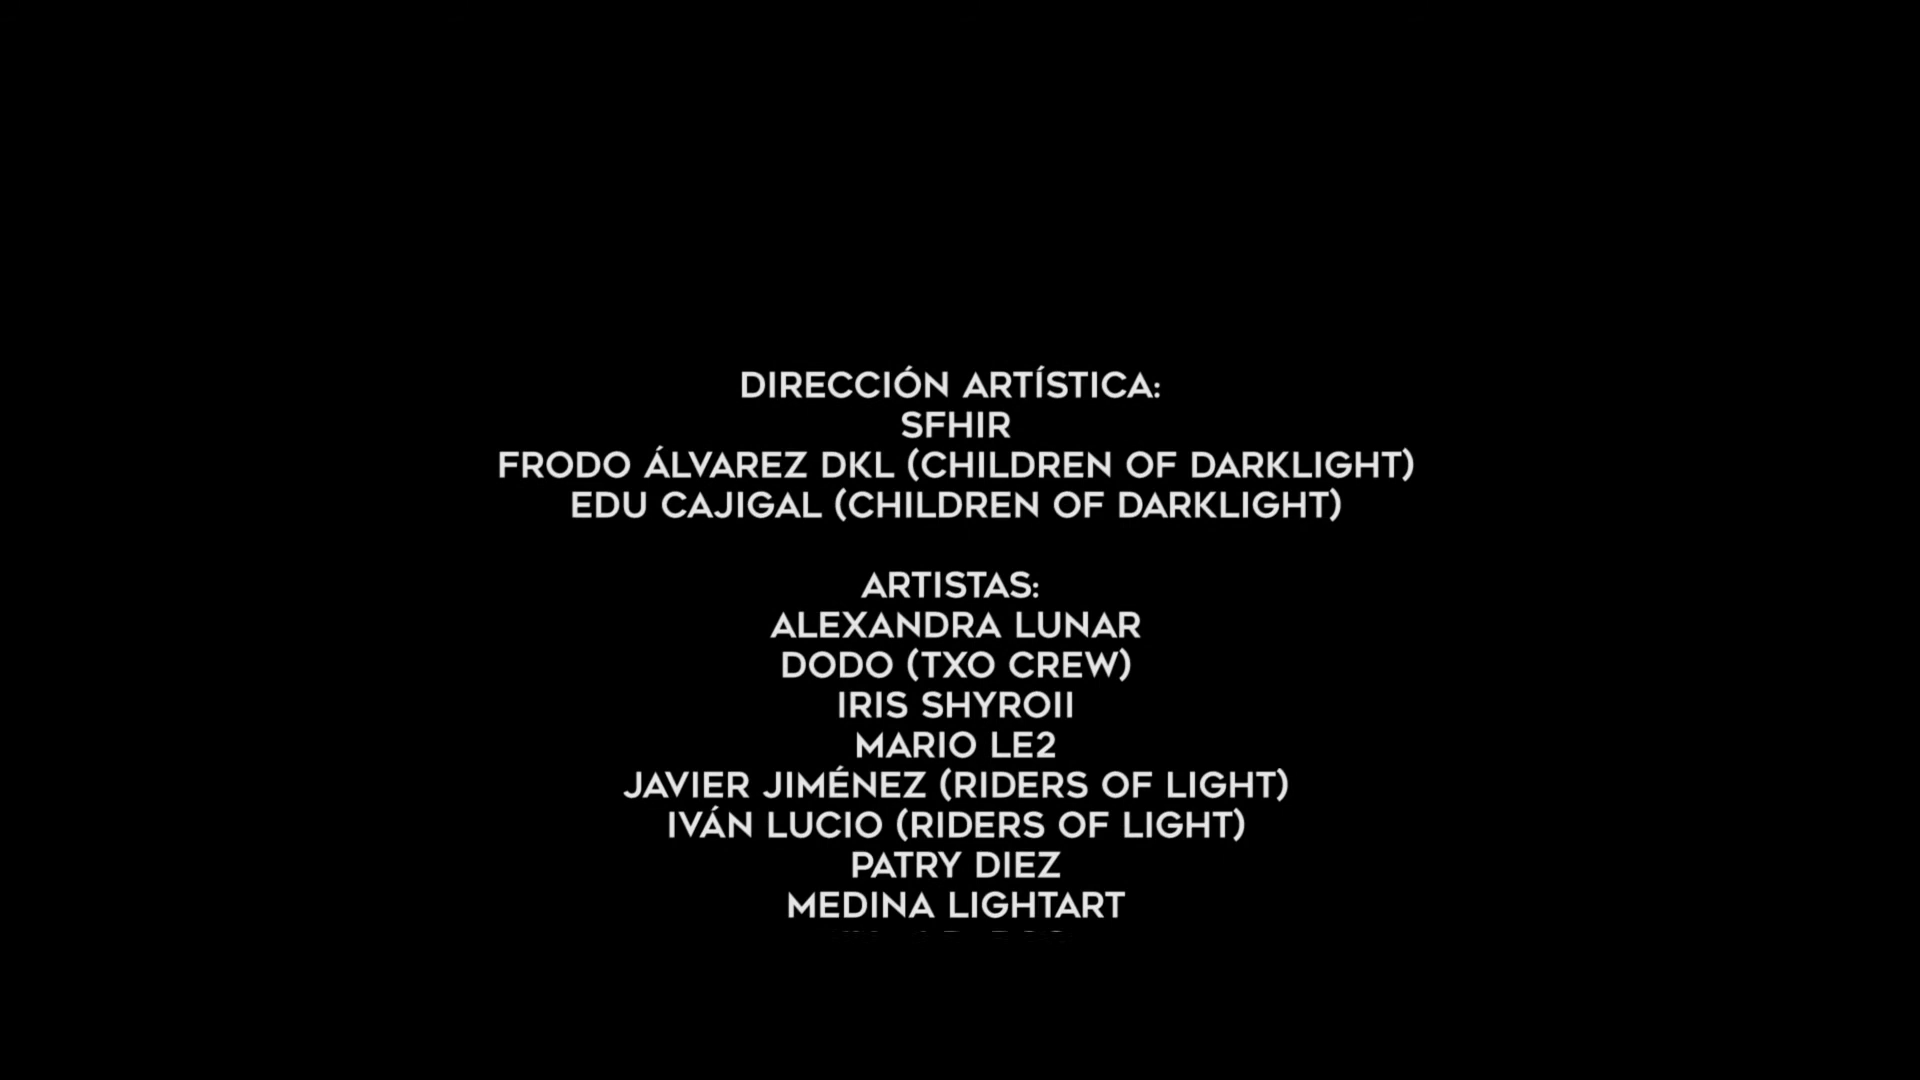 DIRECCIÓN ARTÍSTICA:
SFHIR
FRODO ÁLVAREZ DKL (CHILDREN OF DARKLIGHT)
EDU CAJIGAL (CHILDREN OF DARKLIGHT)
ARTISTAS:
ALEXANDRA LUNAR
DODO (TXO CREW)
IRIS SHYROII
MARIO LE2
JAVIER JIMÉNEZ (RIDERS OF LIGHT)
IVÁN LUCIO (RIDERS OF LIGHT)
PATRY DIEZ
MEDINA LIGHTART